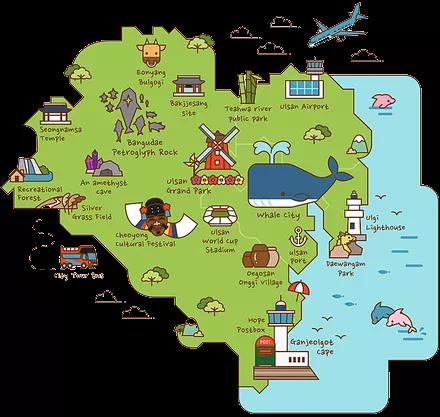 Eonyang
Bulgogi
Bakjjesang
site
Teahwa river
public park
Ulsan Airport
Seongnamsa
Temple
Bangudae
Petroglyph Rock
Recreational
Forest
An amethyst
cave
Ulsan
Grand Park
Silver
Grass Field
Whale City
Ulgi
Lighthouse
Cheoyong
Cultural Festival
Ulsan
World Cup
Stadium
ulsan
Port
Daewangam
Park
City Tour Bus
Oegosan
Onggi Village
Hope
Postbox
POST
Ganjeolgot
Cape